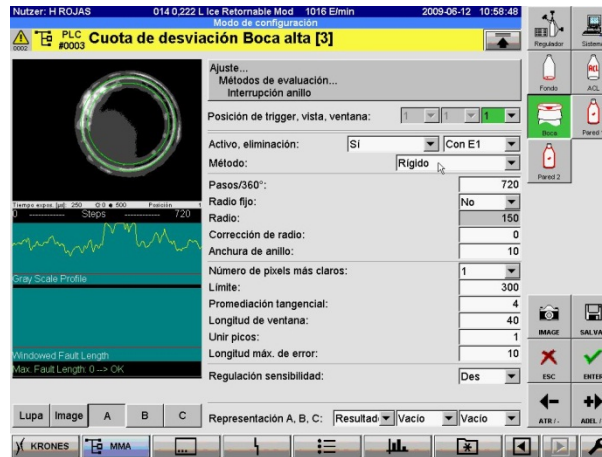 Nutzer: H ROJAS 014 0,222 L Ice Retornable Mod 1016 E/min 2009-06-12 10:58:48
Modo de configuración
0002 PLC #0003 Cuota de desviación Boca alta [3]
Regulador
Ajuste...
Métodos de evaluación...
Interrupción anillo
Fondo ACL
Posición de trigger, vista, ventana: 1 1 1
Boca Pared
Activo, eliminación: Sí Con E1
Método: Rígido
Pared 2
Pasos/360°: 720
Radio fijo: No
Radio: 150
Corrección de radio: 0
Anchura de anillo: 10
Número de pixels más claros: 1
Límite: 300
Promediación tangencial: 4
Longitud de ventana: 40
Unir picos: 1
Longitud máx. de error: 10
Regulación sensibilidad: Des
Tiempo expos. [µs]: 250 Posición
0 ------------ Steps ------------ 720
Gray Scale Profile
Windowed Fault Length
Max. Fault Length: 0 --> OK
IMAGE SALVA
ESC ENTER
Lupa Image A B C
Representación A, B, C: Resultad Vacío Vacío
ATR / - ADEL /
KRONES MMA ...